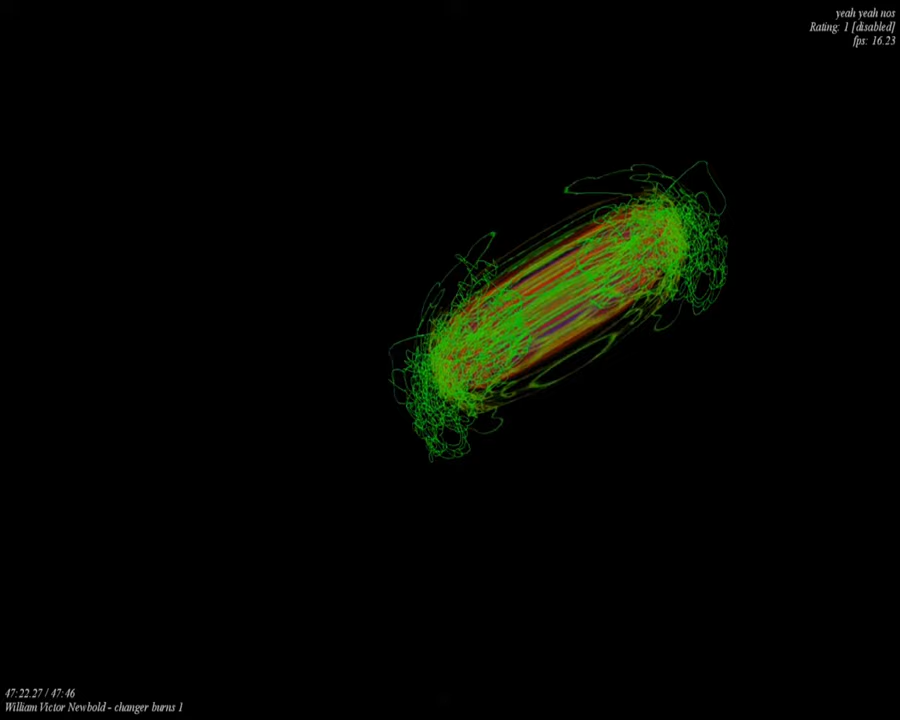 yeah yeah nos
Rating: 1 [disabled]
fps: 16.23
47:22.27 / 47:46
William Victor Newbold - changer burns 1